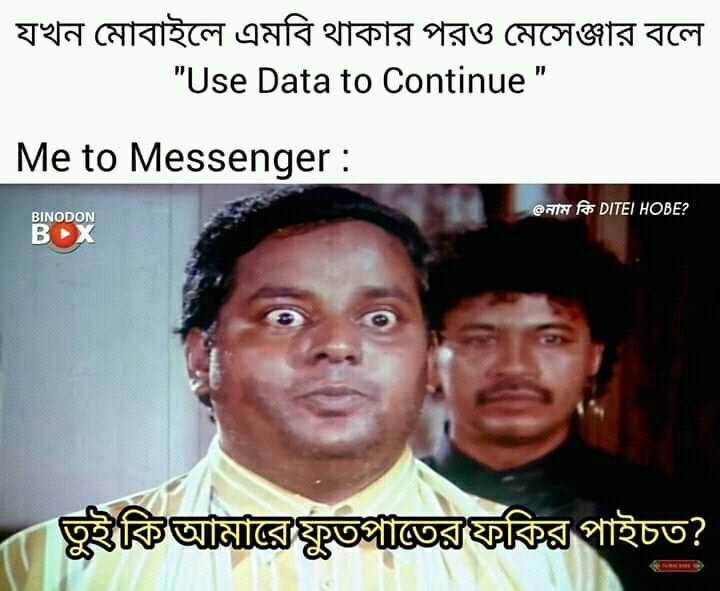 যখন মোবাইলে এমবি থাকার পরও মেসেঞ্জার বলে
"Use Data to Continue "
Me to Messenger :
BINODON
BOX
@নাম কি DITEI HOBE?
তুই কি আমারে ফুতপাতের ফকির পাইচত?